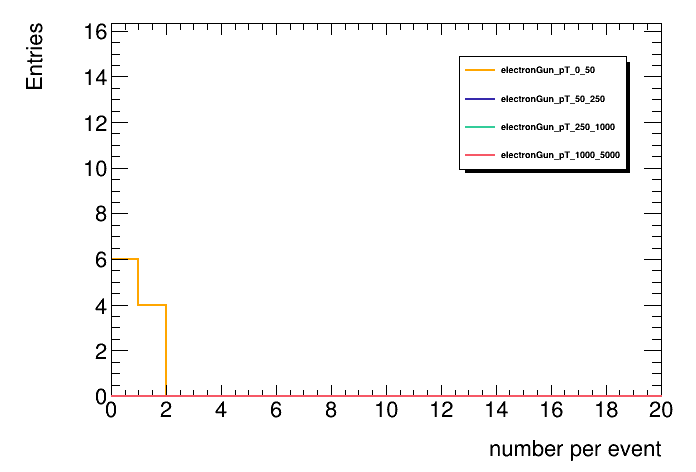 Entries
16
14
12
10
8
6
4
2
0
electronGun_pT_0_50
electronGun_pT_50_250
electronGun_pT_250_1000
electronGun_pT_1000_5000
0 2 4 6 8 10 12 14 16 18 20
number per event